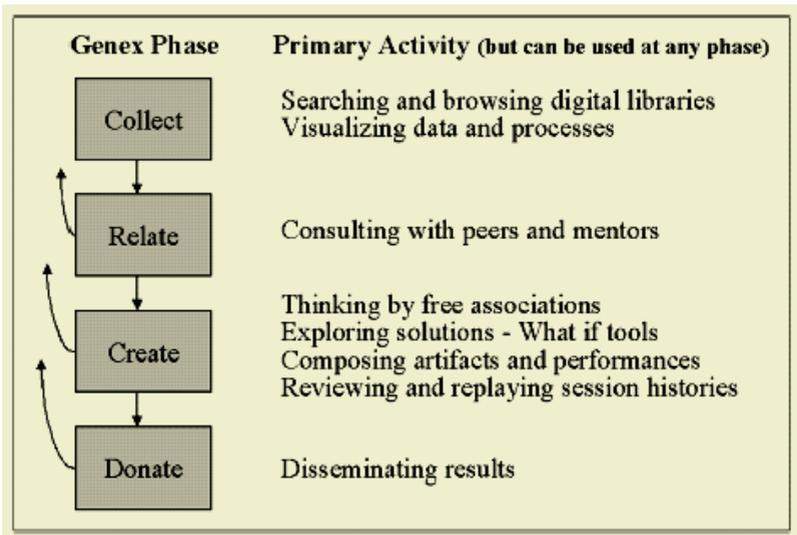 Genex Phase
Primary Activity (but can be used at any phase)
Collect
Searching and browsing digital libraries
Visualizing data and processes
Relate
Consulting with peers and mentors
Create
Thinking by free associations
Exploring solutions - What if tools
Composing artifacts and performances
Reviewing and replaying session histories
Donate
Disseminating results